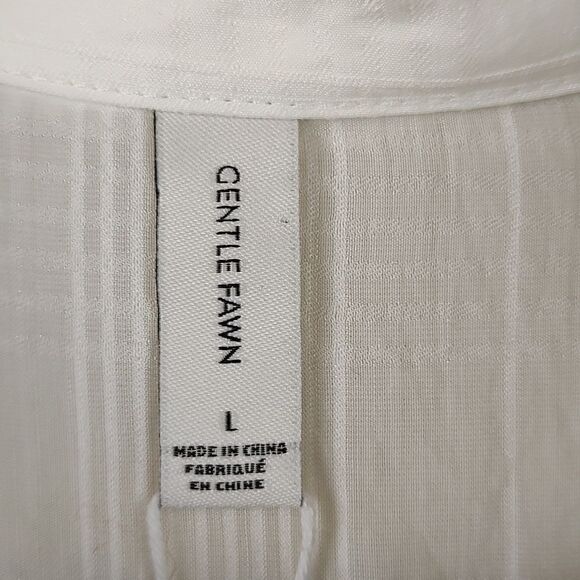 GENTLE FAWN
L
MADE IN CHINA
FABRIQUÉ
EN CHINE